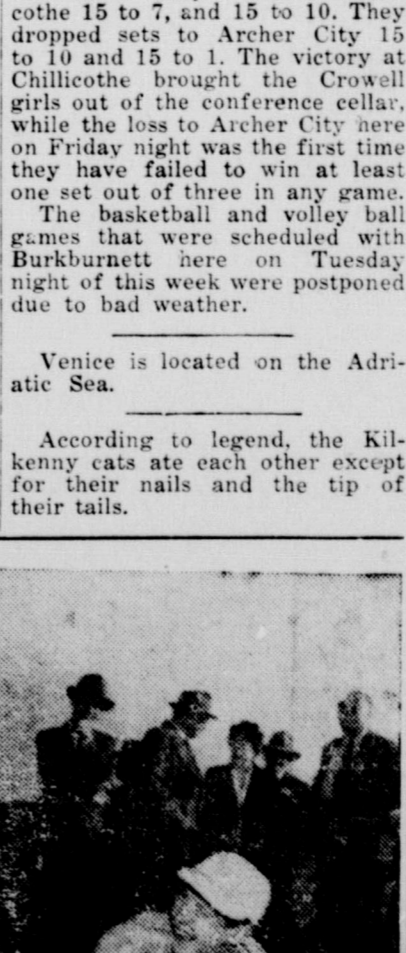 cothe 15 to 7, and 15 to 10. They
dropped sets to Archer City 15
to 10 and 15 to 1. The victory at
Chillicothe brought the Crowell
girls out of the conference cellar,
while the loss to Archer City here
on Friday night was the first time
they have failed to win at least
one set out of three in any game.
The basketball and volley ball
games that were scheduled with
Burkburnett here on Tuesday
night of this week were postponed
due to bad weather.
Venice is located on the Adri-
atic Sea.
According to legend, the Kil-
kenny cats ate each other except
for their nails and the tip of
their tails.